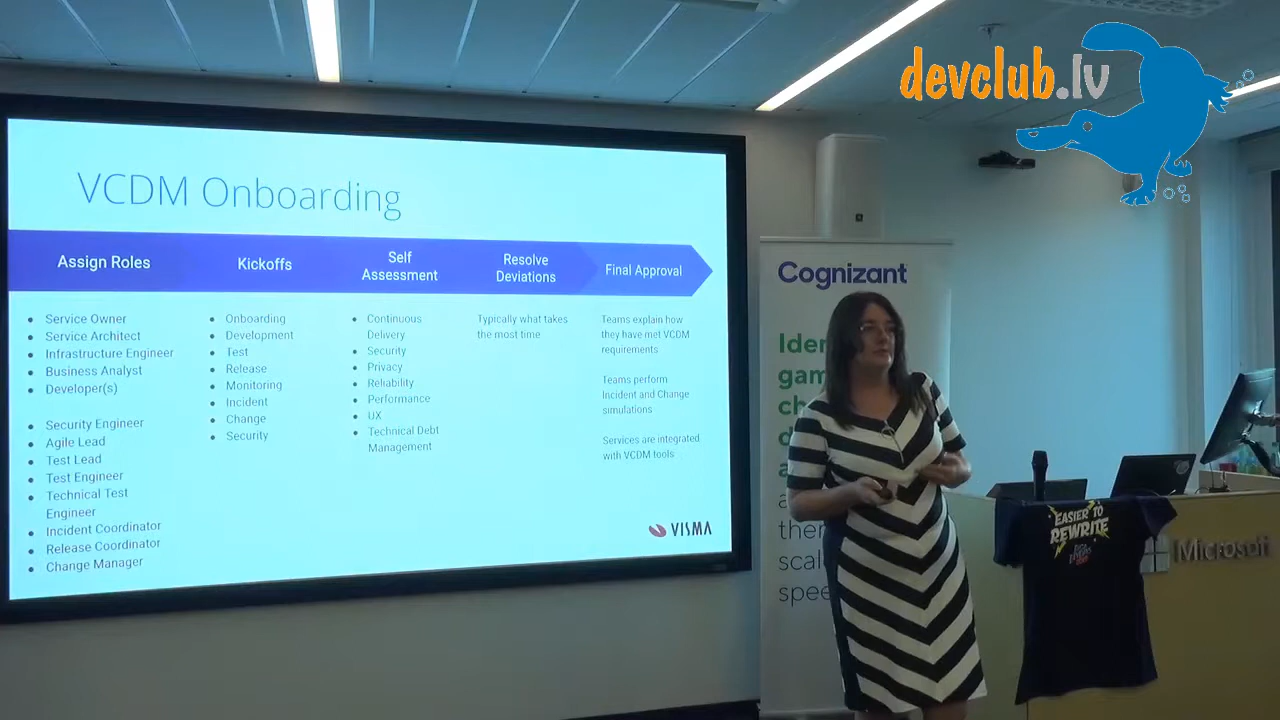 devclub.lv
VCDM Onboarding
Assign Roles
Kickoffs
Self
Assessment
Resolve
Deviations
Final Approval
Service Owner
Service Architect
Infrastructure Engineer
Business Analyst
Developer(s)
Security Engineer
Agile Lead
Test Lead
Test Engineer
Technical Test
Engineer
Incident Coordinator
Release Coordinator
Change Manager
Onboarding
Development
Test
Release
Monitoring
Incident
Change
Security
Continuous
Delivery
Security
Privacy
Reliability
Performance
UX
Technical Debt
Management
Typically what takes
the most time
Teams explain how
they have met VCDM
requirements
Teams perform
Incident and Change
simulations
Services are integrated
with VCDM tools
VISMA
Cognizant
EASIER TO
REWRITE
Microsoft